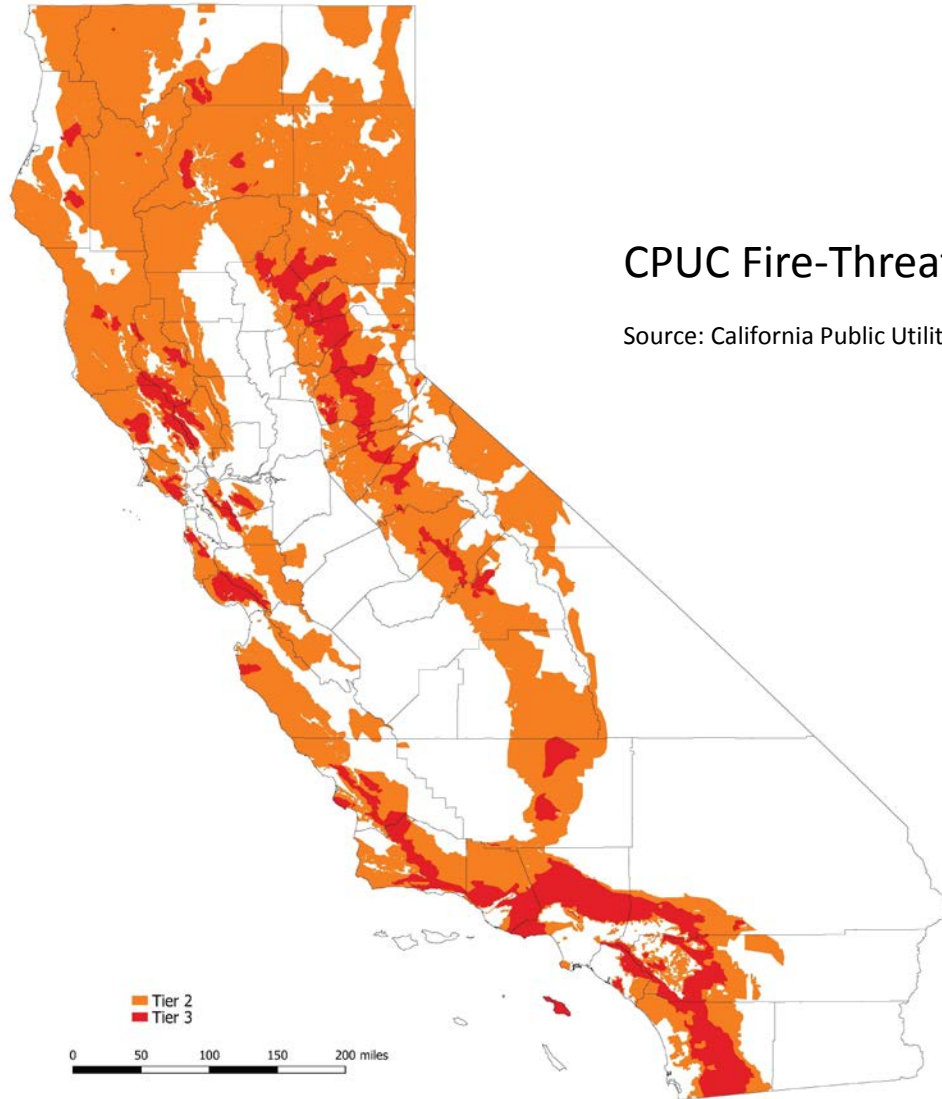 CPUC Fire-Threat
Source: California Public Utilit
Tier 2
Tier 3
0 50 100 150 200 miles